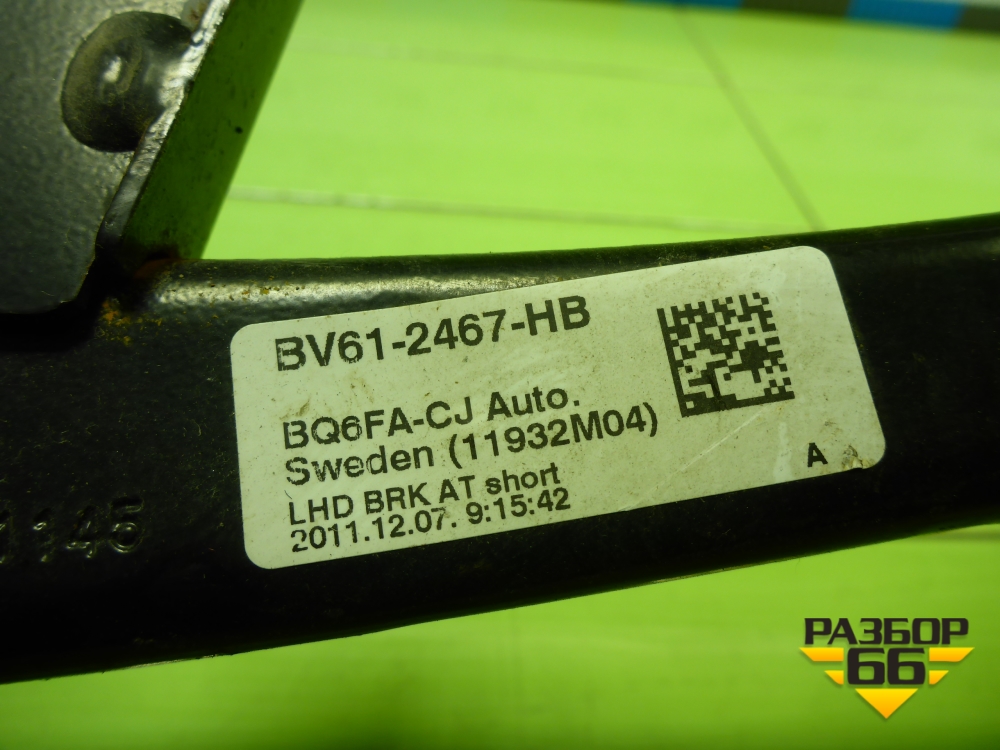 BV61-2467-HB
BQ6FA-CJ Auto.
Sweden (11932M04)
LHD BRK AT short
2011.12.07. 9:15:42
A
1145
РАЗБОР
66